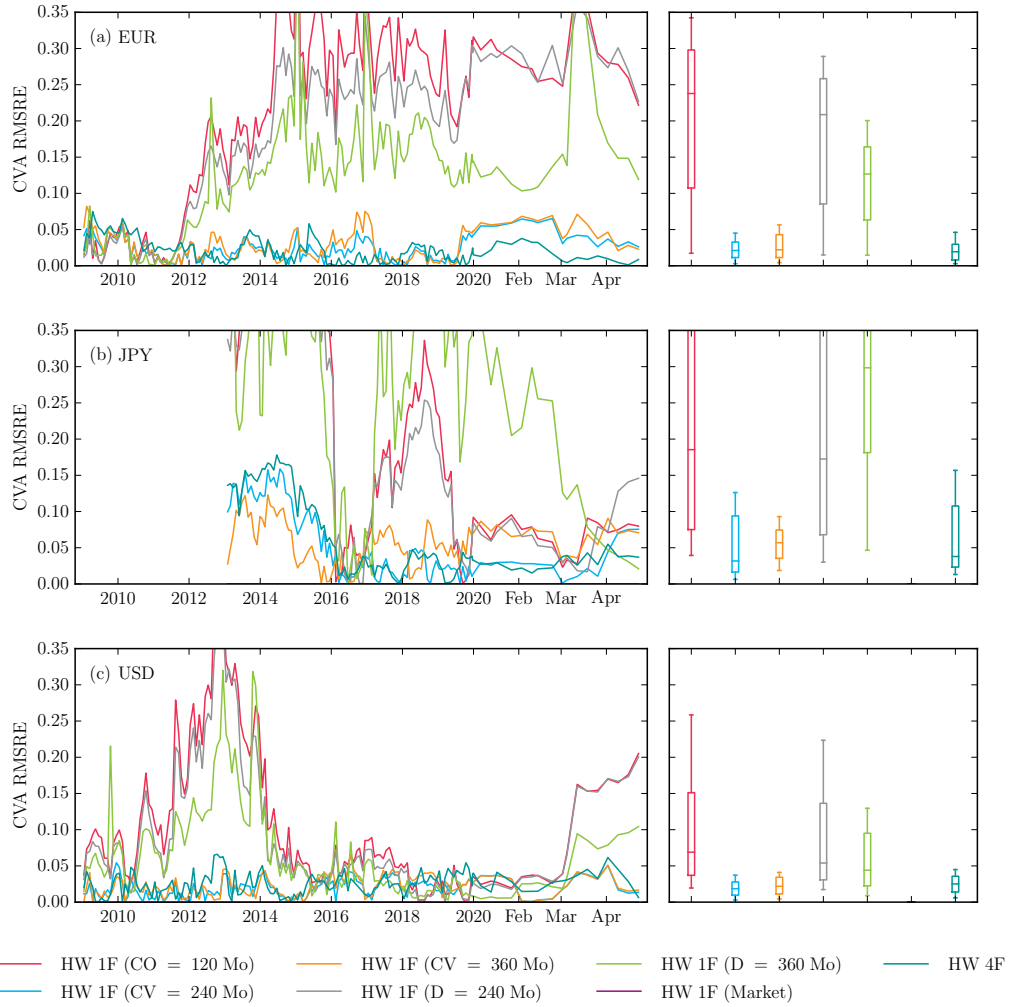 0.35
0.30
0.25
0.20
0.15
0.10
0.05
0.00
CVA RMSRE
(a) EUR
2010 2012 2014 2016 2018 2020 Feb Mar Apr
0.35
0.30
0.25
0.20
0.15
0.10
0.05
0.00
CVA RMSRE
(b) JPY
2010 2012 2014 2016 2018 2020 Feb Mar Apr
0.35
0.30
0.25
0.20
0.15
0.10
0.05
0.00
CVA RMSRE
(c) USD
2010 2012 2014 2016 2018 2020 Feb Mar Apr
HW 1F (CO = 120 Mo) HW 1F (CV = 360 Mo) HW 1F (D = 360 Mo) HW 4F
HW 1F (CV = 240 Mo) HW 1F (D = 240 Mo) HW 1F (Market)